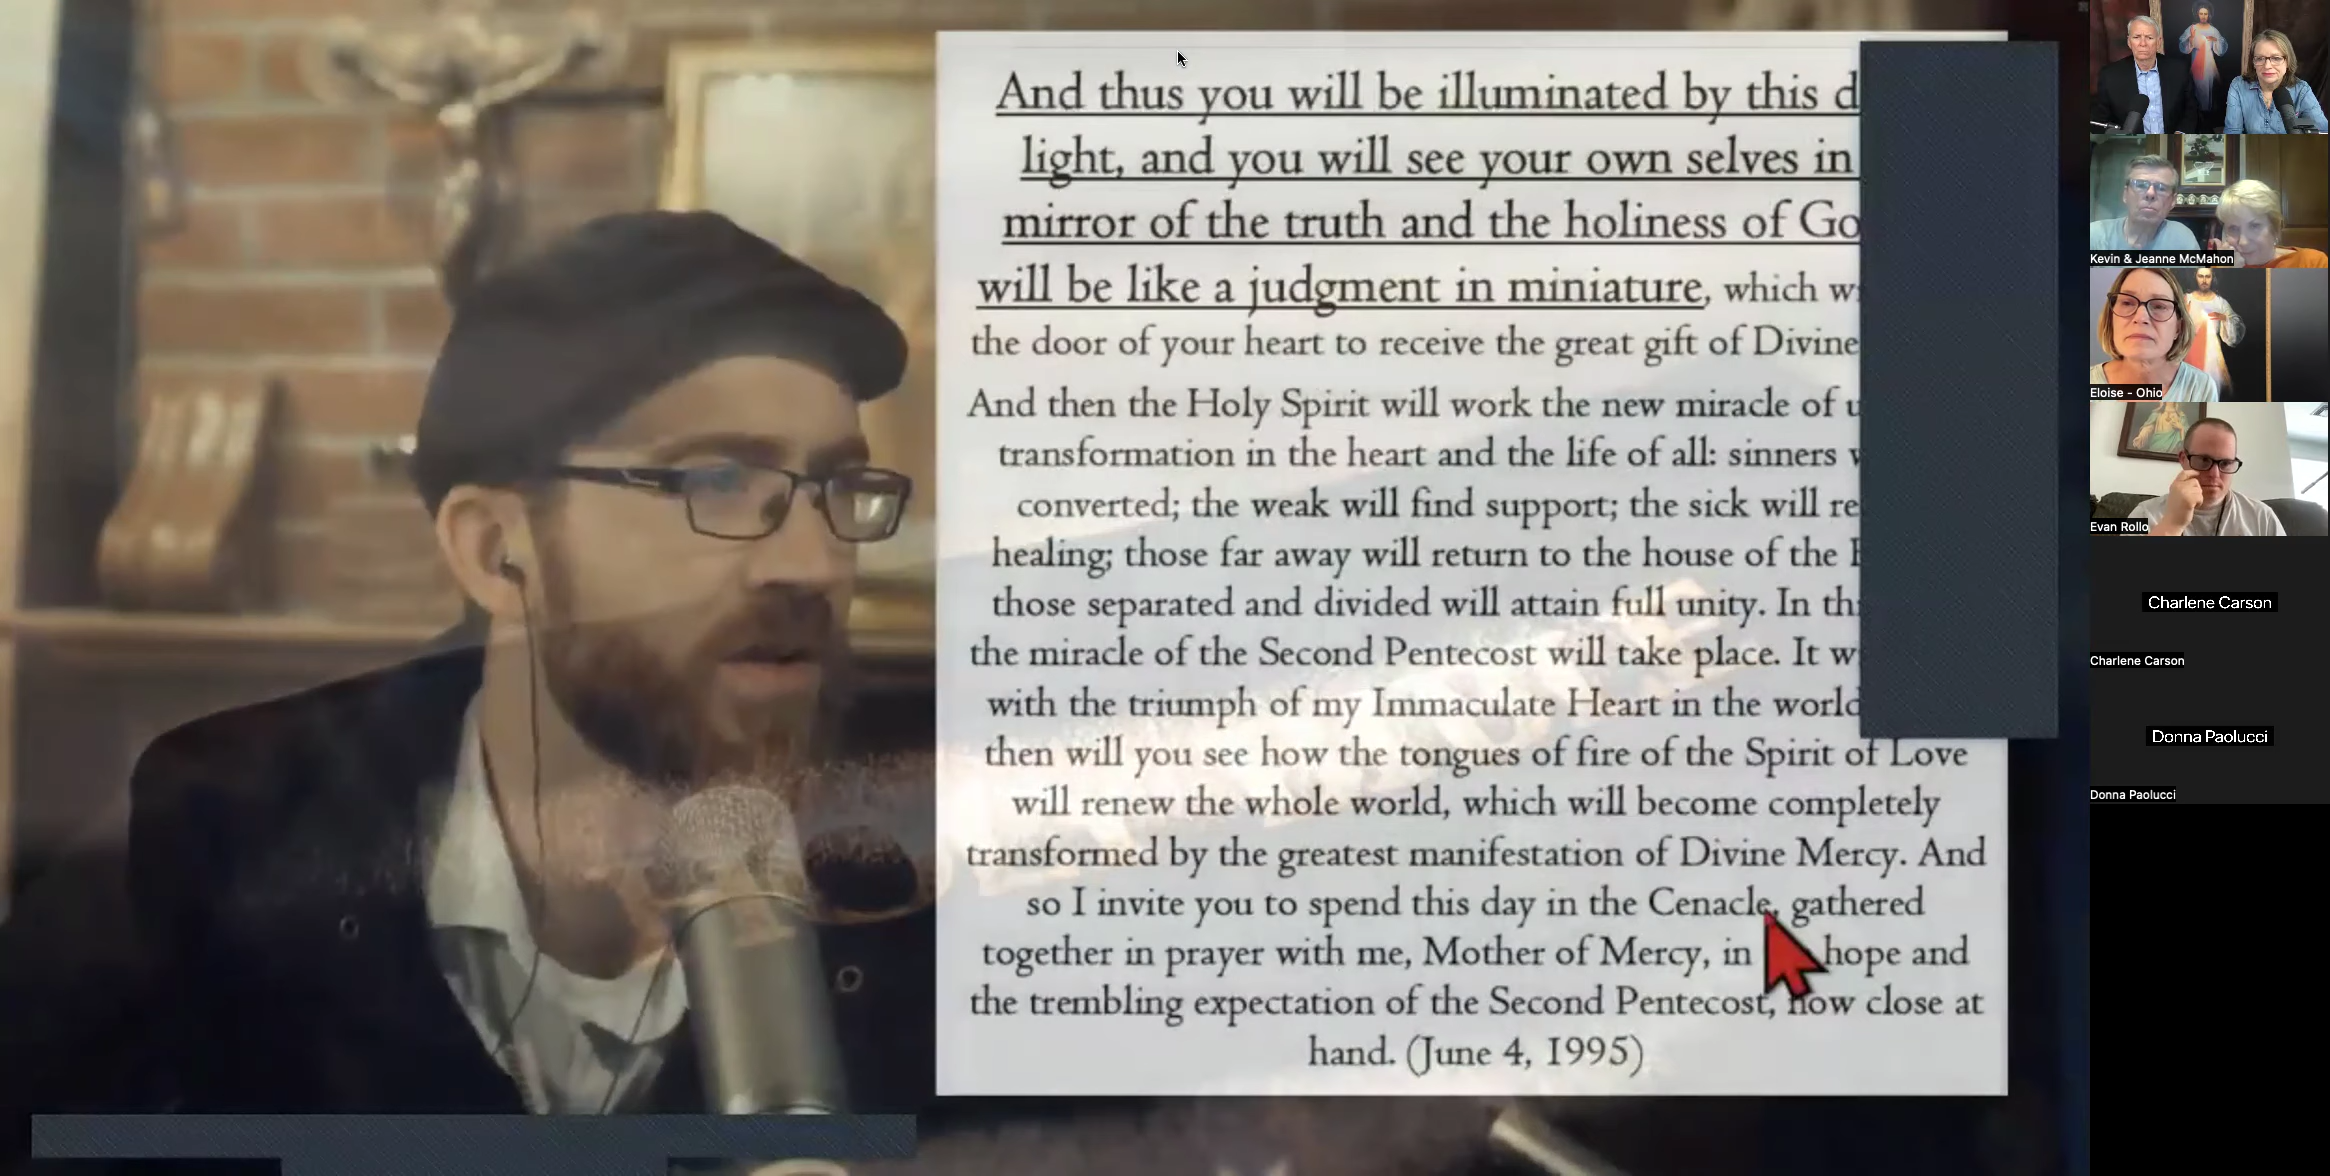 And thus you will be illuminated by this
light, and you will see your own selves in
mirror of the truth and the holiness of
will be like a judgment in miniature, which
the door of your heart to receive the great gift of Divine
And then the Holy Spirit will work the new miracle of
transformation in the heart and the life of all: sinners
converted; the weak will find support; the sick will
healing; those far away will return to the house of the
those separated and divided will attain full unity. In
the miracle of the Second Pentecost will take place. It
with the triumph of my Immaculate Heart in the world
then will you see how the tongues of fire of the Spirit of Love
will renew the whole world, which will become completely
transformed by the greatest manifestation of Divine Mercy. And
so I invite you to spend this day in the Cenacle, gathered
together in prayer with me, Mother of Mercy, in hope and
the trembling expectation of the Second Pentecost, now close at
hand. (June 4, 1995)
Kevin & Jeanne McMahon
Eloise - Ohio
Evan Rollo
Charlene Carson
Charlene Carson
Donna Paolucci
Donna Paolucci